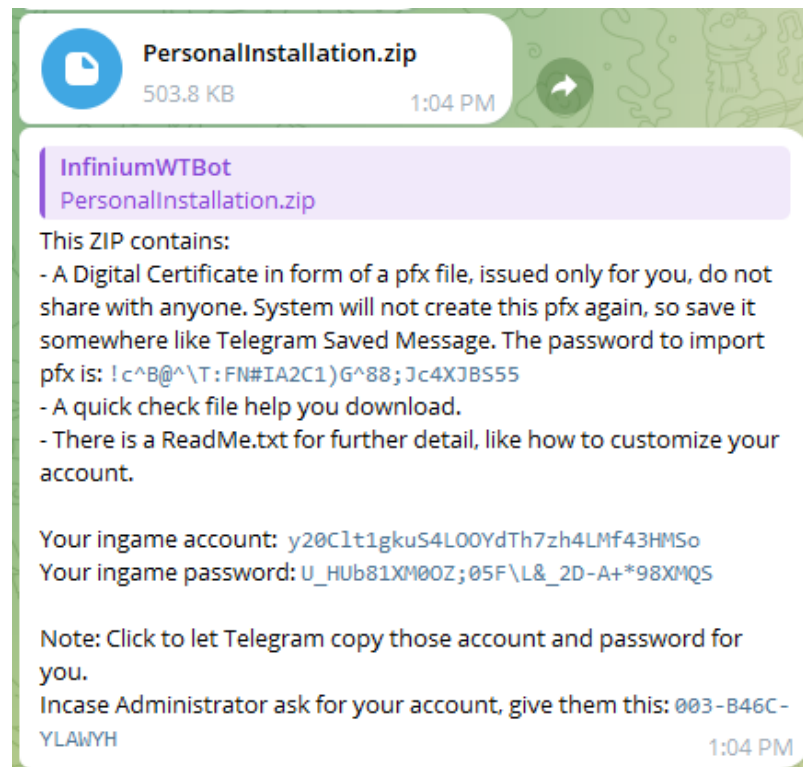 PersonalInstallation.zip
503.8 KB
1:04 PM
InfiniumWTBot
PersonalInstallation.zip
This ZIP contains:
- A Digital Certificate in form of a pfx file, issued only for you, do not
share with anyone. System will not create this pfx again, so save it
somewhere like Telegram Saved Message. The password to import
pfx is: !c^B@^\T:FN#IA2C1)G^88;Jc4XJBS55
- A quick check file help you download.
- There is a ReadMe.txt for further detail, like how to customize your
account.
Your ingame account: y20Clt1gkuS4LOOYdTh7zh4LMf43HMSo
Your ingame password: U_HUb81XM0OZ;05F\L&_2D-A+*98XMQS
Note: Click to let Telegram copy those account and password for
you.
Incase Administrator ask for your account, give them this: 003-B46C-
YLAWYH
1:04 PM